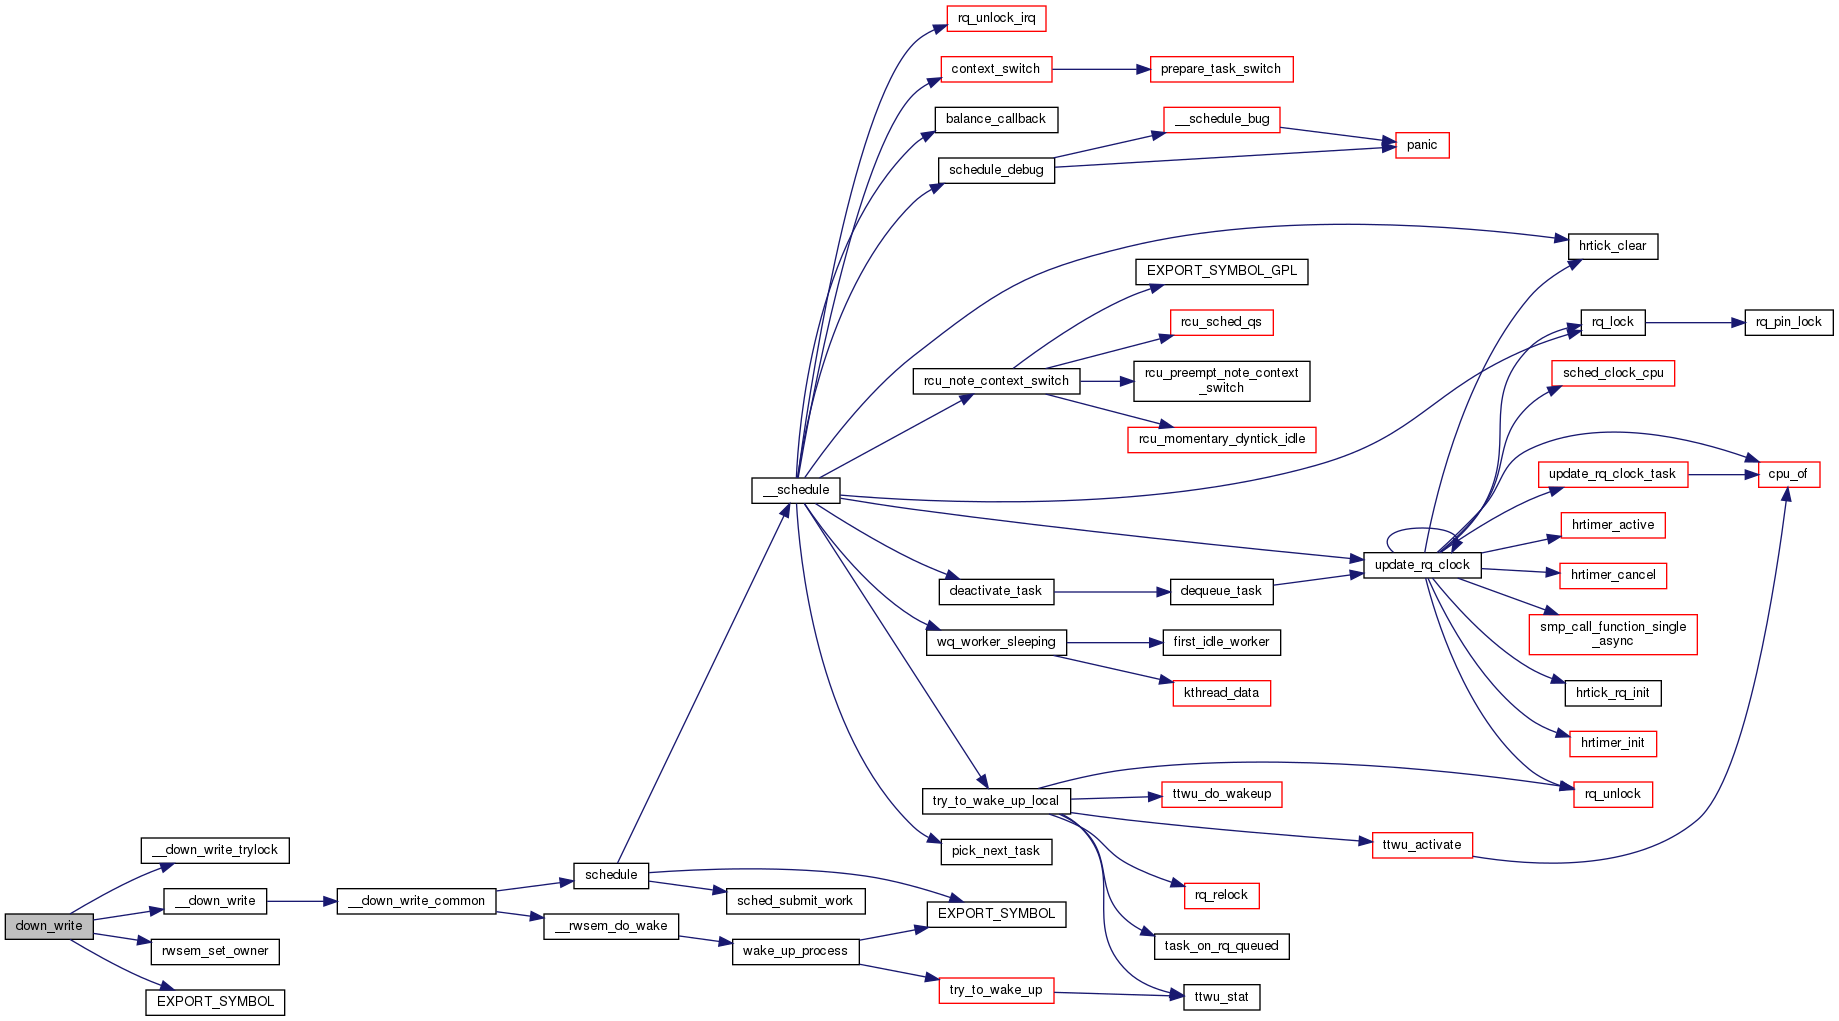 rq_unlock_irq
context_switch
prepare_task_switch
balance_callback
__schedule_bug
panic
schedule_debug
hrtick_clear
EXPORT_SYMBOL_GPL
rcu_sched_qs
rq_lock
rq_pin_lock
rcu_note_context_switch
rcu_preempt_note_context
_switch
sched_clock_cpu
rcu_momentary_dyntick_idle
update_rq_clock_task
cpu_of
__schedule
hrtimer_active
update_rq_clock
hrtimer_cancel
deactivate_task
dequeue_task
smp_call_function_single
_async
wq_worker_sleeping
first_idle_worker
kthread_data
hrtick_rq_init
hrtimer_init
try_to_wake_up_local
ttwu_do_wakeup
rq_unlock
pick_next_task
ttwu_activate
__down_write_trylock
schedule
rq_relock
__down_write
__down_write_common
sched_submit_work
EXPORT_SYMBOL
down_write
__rwsem_do_wake
rwsem_set_owner
wake_up_process
task_on_rq_queued
EXPORT_SYMBOL
try_to_wake_up
ttwu_stat